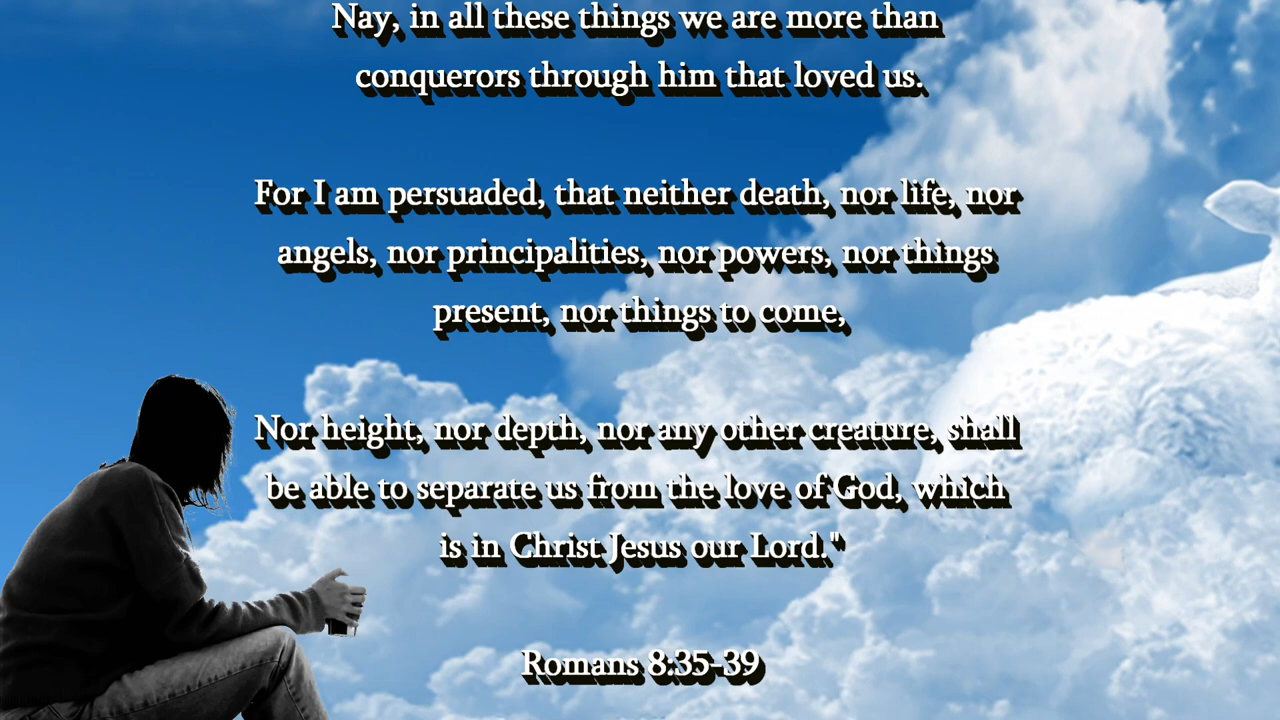 Nay, in all these things we are more than
conquerors through him that loved us.
For I am persuaded, that neither death, nor life, nor
angels, nor principalities, nor powers, nor things
present, nor things to come,
Nor height, nor depth, nor any other creature, shall
be able to separate us from the love of God, which
is in Christ Jesus our Lord."
Romans 8:35-39